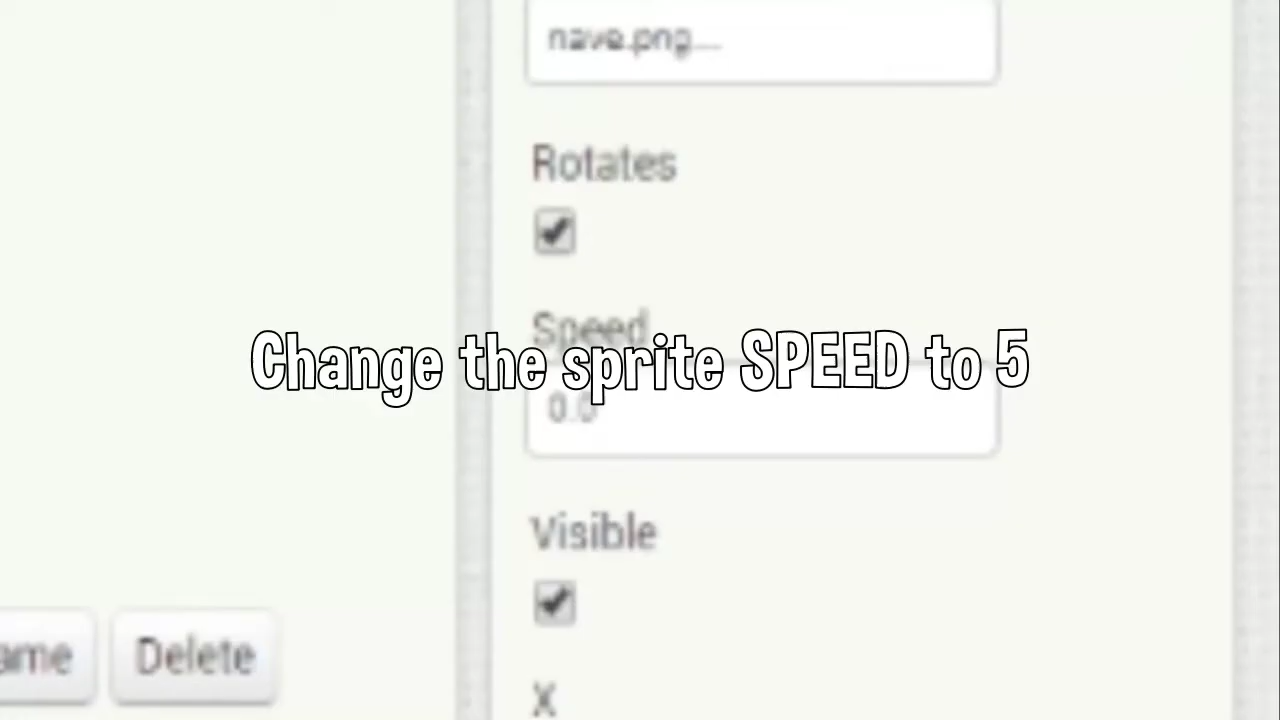 nave.png...
Rotates
Speed
Change the sprite SPEED to 5
0.0
Visible
ame
Delete
X